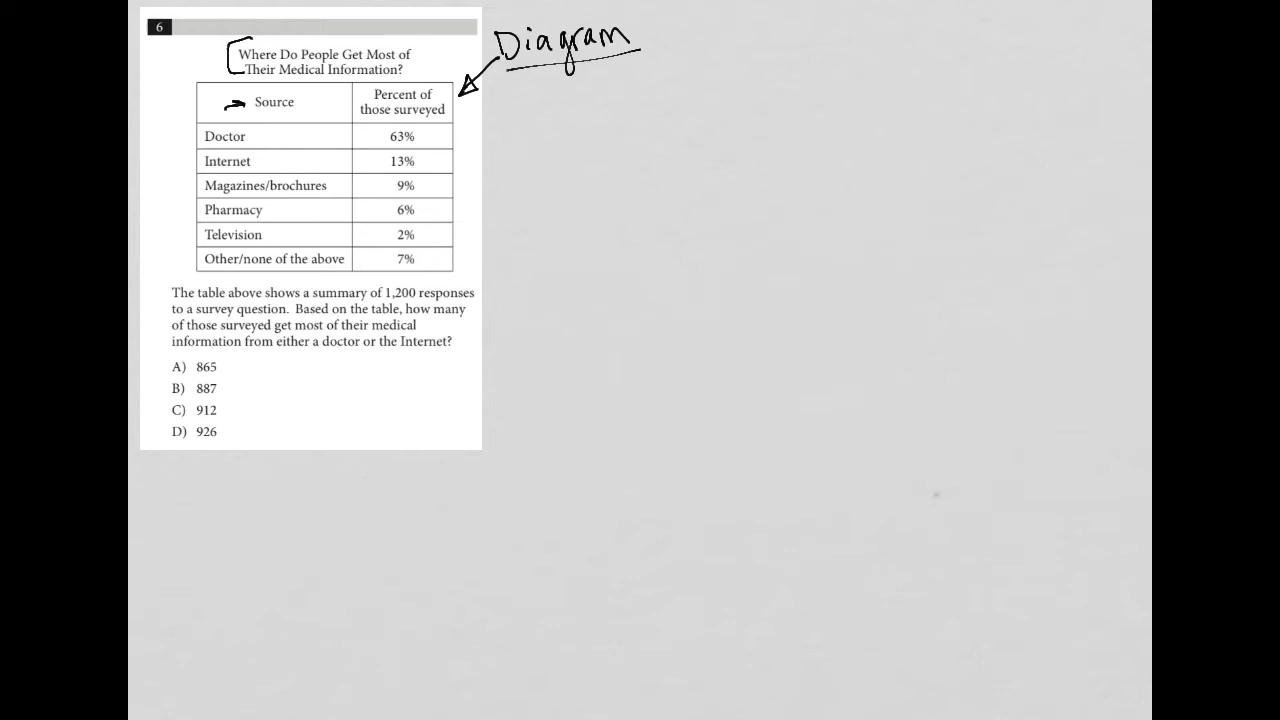 6
Diagram
Where Do People Get Most of
Their Medical Information?
Source
Percent of
those surveyed
Doctor 63%
Internet 13%
Magazines/brochures 9%
Pharmacy 6%
Television 2%
Other/none of the above 7%
The table above shows a summary of 1,200 responses
to a survey question. Based on the table, how many
of those surveyed get most of their medical
information from either a doctor or the Internet?
A) 865
B) 887
C) 912
D) 926